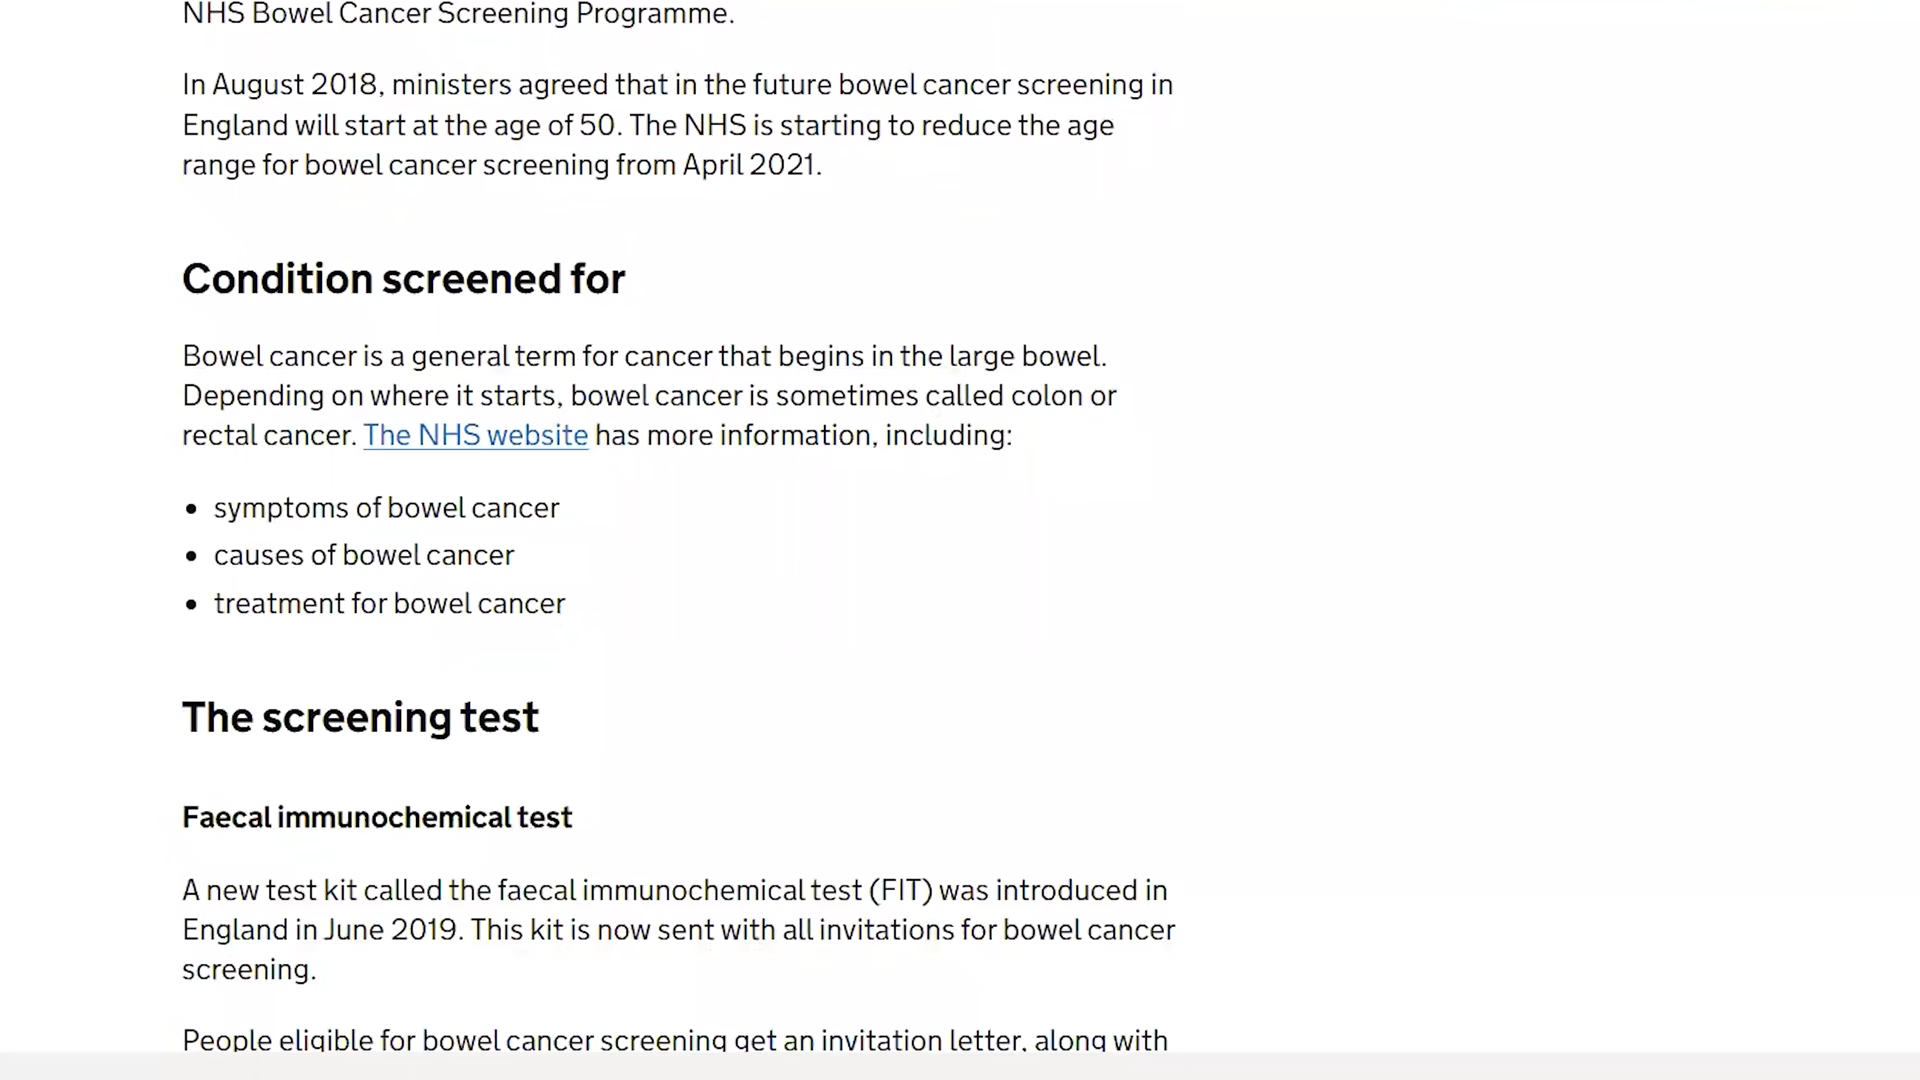 NHS Bowel Cancer Screening Programme.
In August 2018, ministers agreed that in the future bowel cancer screening in
England will start at the age of 50. The NHS is starting to reduce the age
range for bowel cancer screening from April 2021.
Condition screened for
Bowel cancer is a general term for cancer that begins in the large bowel.
Depending on where it starts, bowel cancer is sometimes called colon or
rectal cancer. The NHS website has more information, including:
• symptoms of bowel cancer
• causes of bowel cancer
• treatment for bowel cancer
The screening test
Faecal immunochemical test
A new test kit called the faecal immunochemical test (FIT) was introduced in
England in June 2019. This kit is now sent with all invitations for bowel cancer
screening.
People eligible for bowel cancer screening get an invitation letter, along with